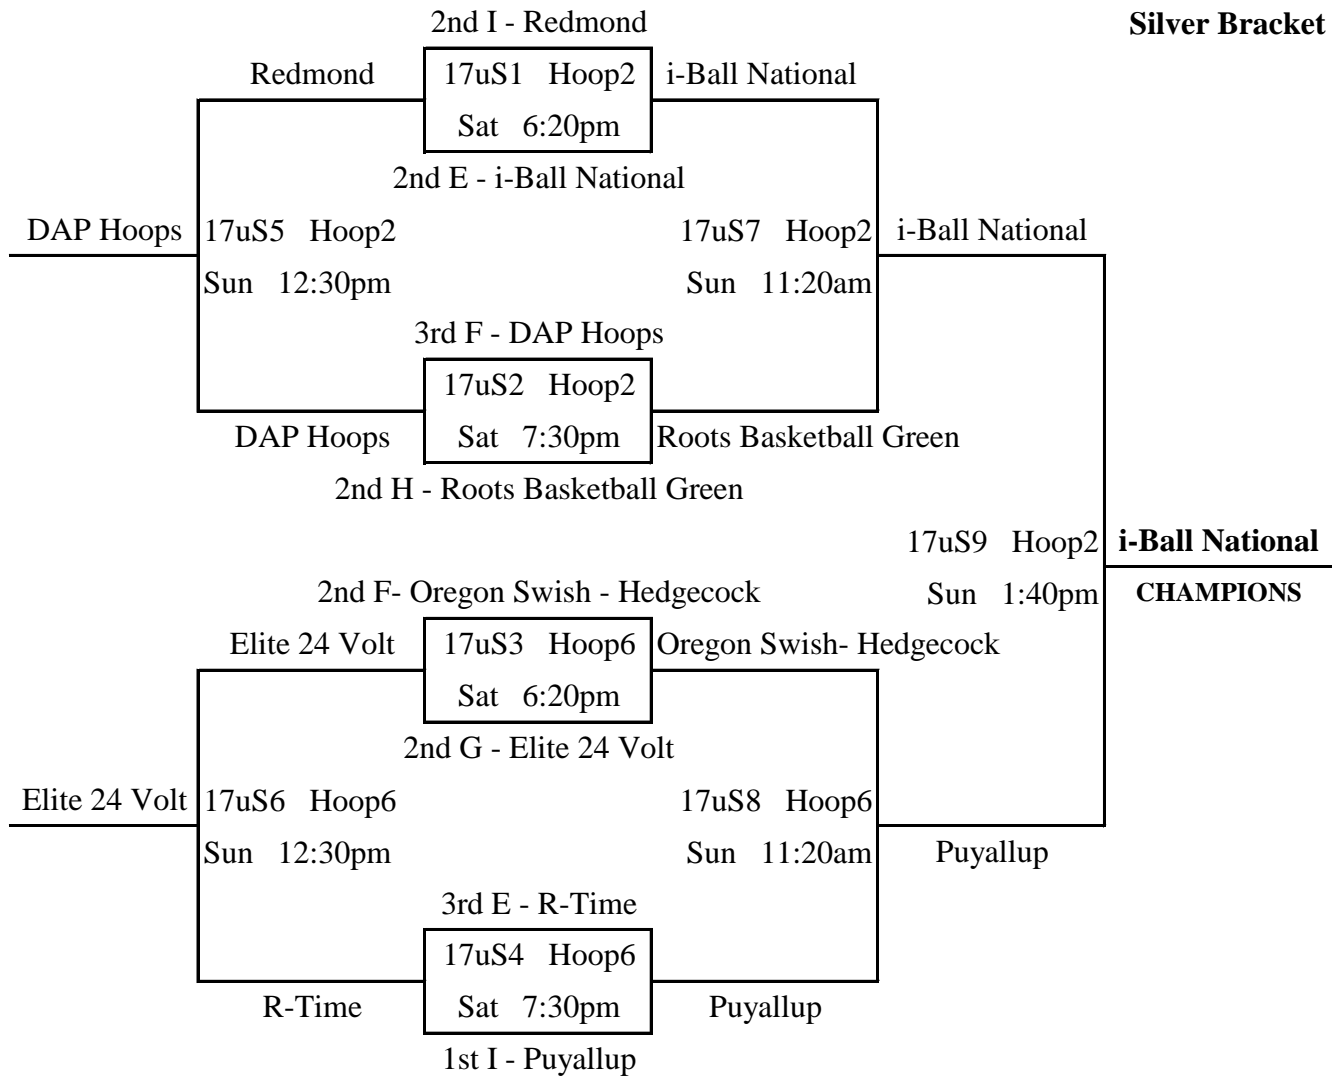 2nd I - Redmond
Silver Bracket
Redmond
17uS1 Hoop2
i-Ball National
Sat 6:20pm
2nd E - i-Ball National
DAP Hoops
17uS5 Hoop2
17uS7 Hoop2
i-Ball National
Sun 12:30pm
Sun 11:20am
3rd F - DAP Hoops
17uS2 Hoop2
DAP Hoops
Sat 7:30pm
Roots Basketball Green
2nd H - Roots Basketball Green
17uS9 Hoop2
i-Ball National
2nd F- Oregon Swish - Hedgecock
Sun 1:40pm
CHAMPIONS
Elite 24 Volt
17uS3 Hoop6
Oregon Swish- Hedgecock
Sat 6:20pm
2nd G - Elite 24 Volt
Elite 24 Volt
17uS6 Hoop6
17uS8 Hoop6
Sun 12:30pm
Sun 11:20am
Puyallup
3rd E - R-Time
17uS4 Hoop6
R-Time
Sat 7:30pm
Puyallup
1st I - Puyallup